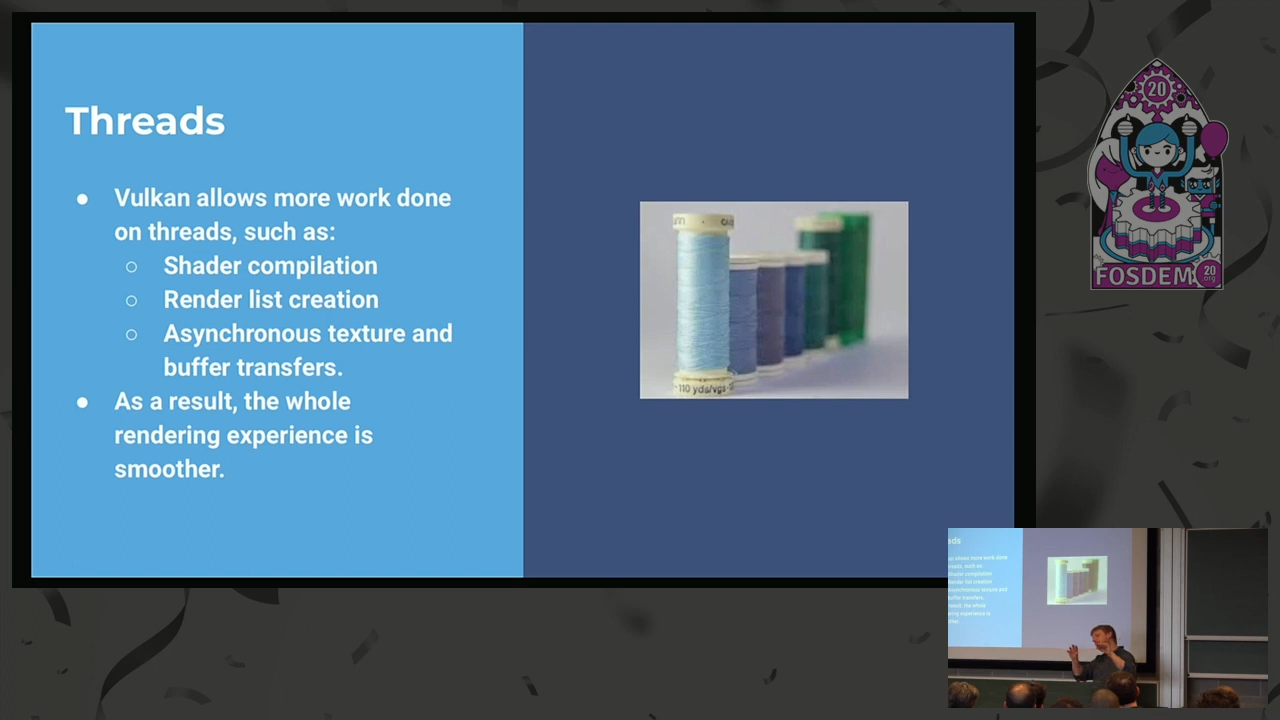 Threads
● Vulkan allows more work done
on threads, such as:
○ Shader compilation
○ Render list creation
○ Asynchronous texture and
buffer transfers.
● As a result, the whole
rendering experience is
smoother.
110 yds/vgs
20
FOSDEM
20
.org